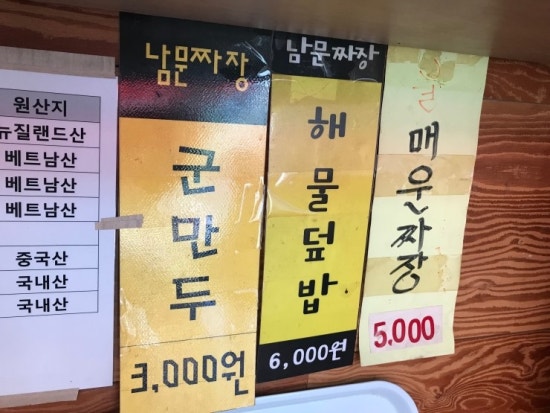 원산지
뉴질랜드산
베트남산
베트남산
베트남산
중국산
국내산
국내산
남문짜장
군만두
3,000원
남문짜장
해물덮밥
6,000원
매운짜장
5,000